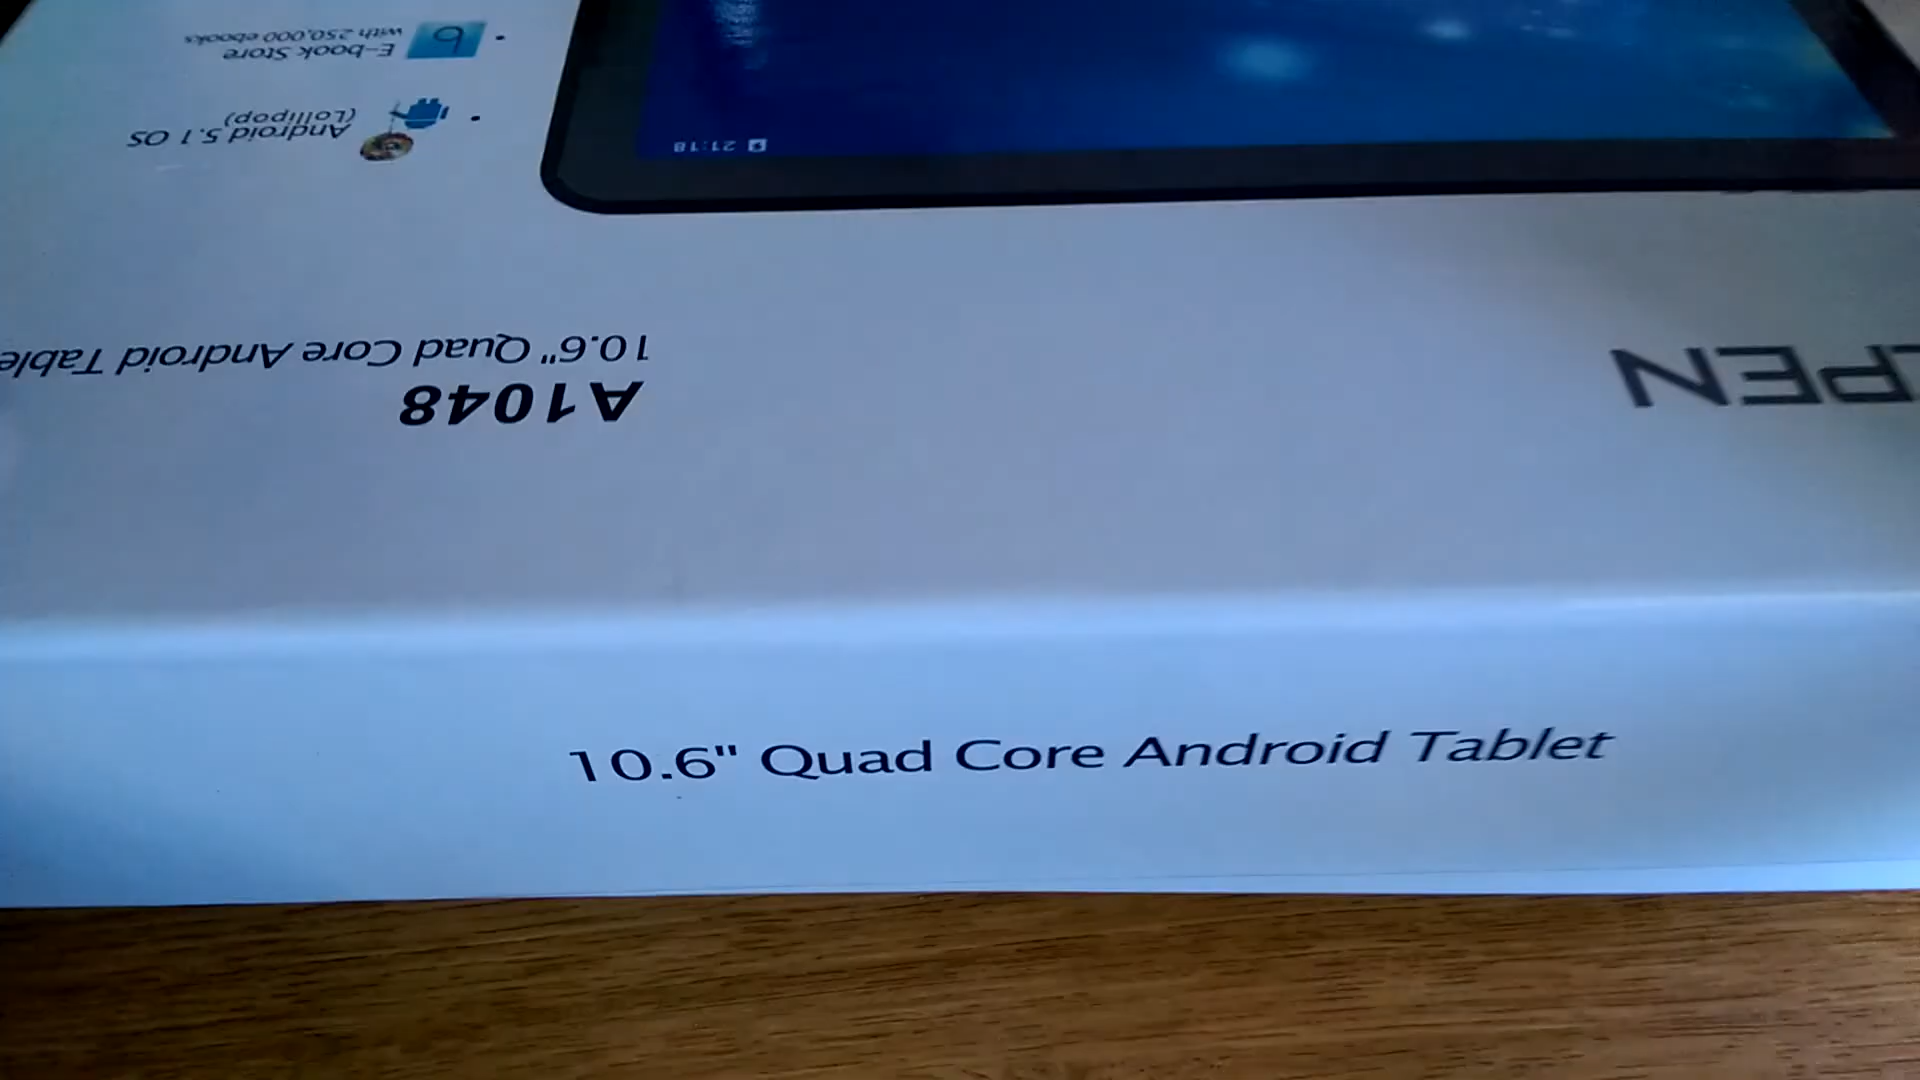 10.6" Quad Core Android Tablet
PEN
A1048
10.6" Quad Core Android Table
Android 5.1 OS
(Lollipop)
E-book Store
with 250,000 ebooks
21:18